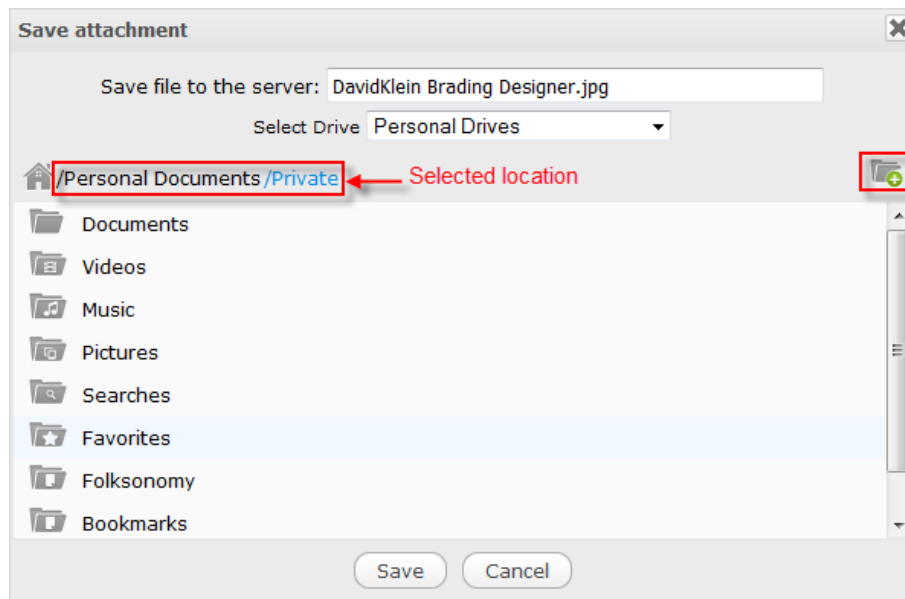 Save attachment
Save file to the server: DavidKlein Brading Designer.jpg
Select Drive Personal Drives
/Personal Documents/Private Selected location
Documents
Videos
Music
Pictures
Searches
Favorites
Folksonomy
Bookmarks
Save Cancel